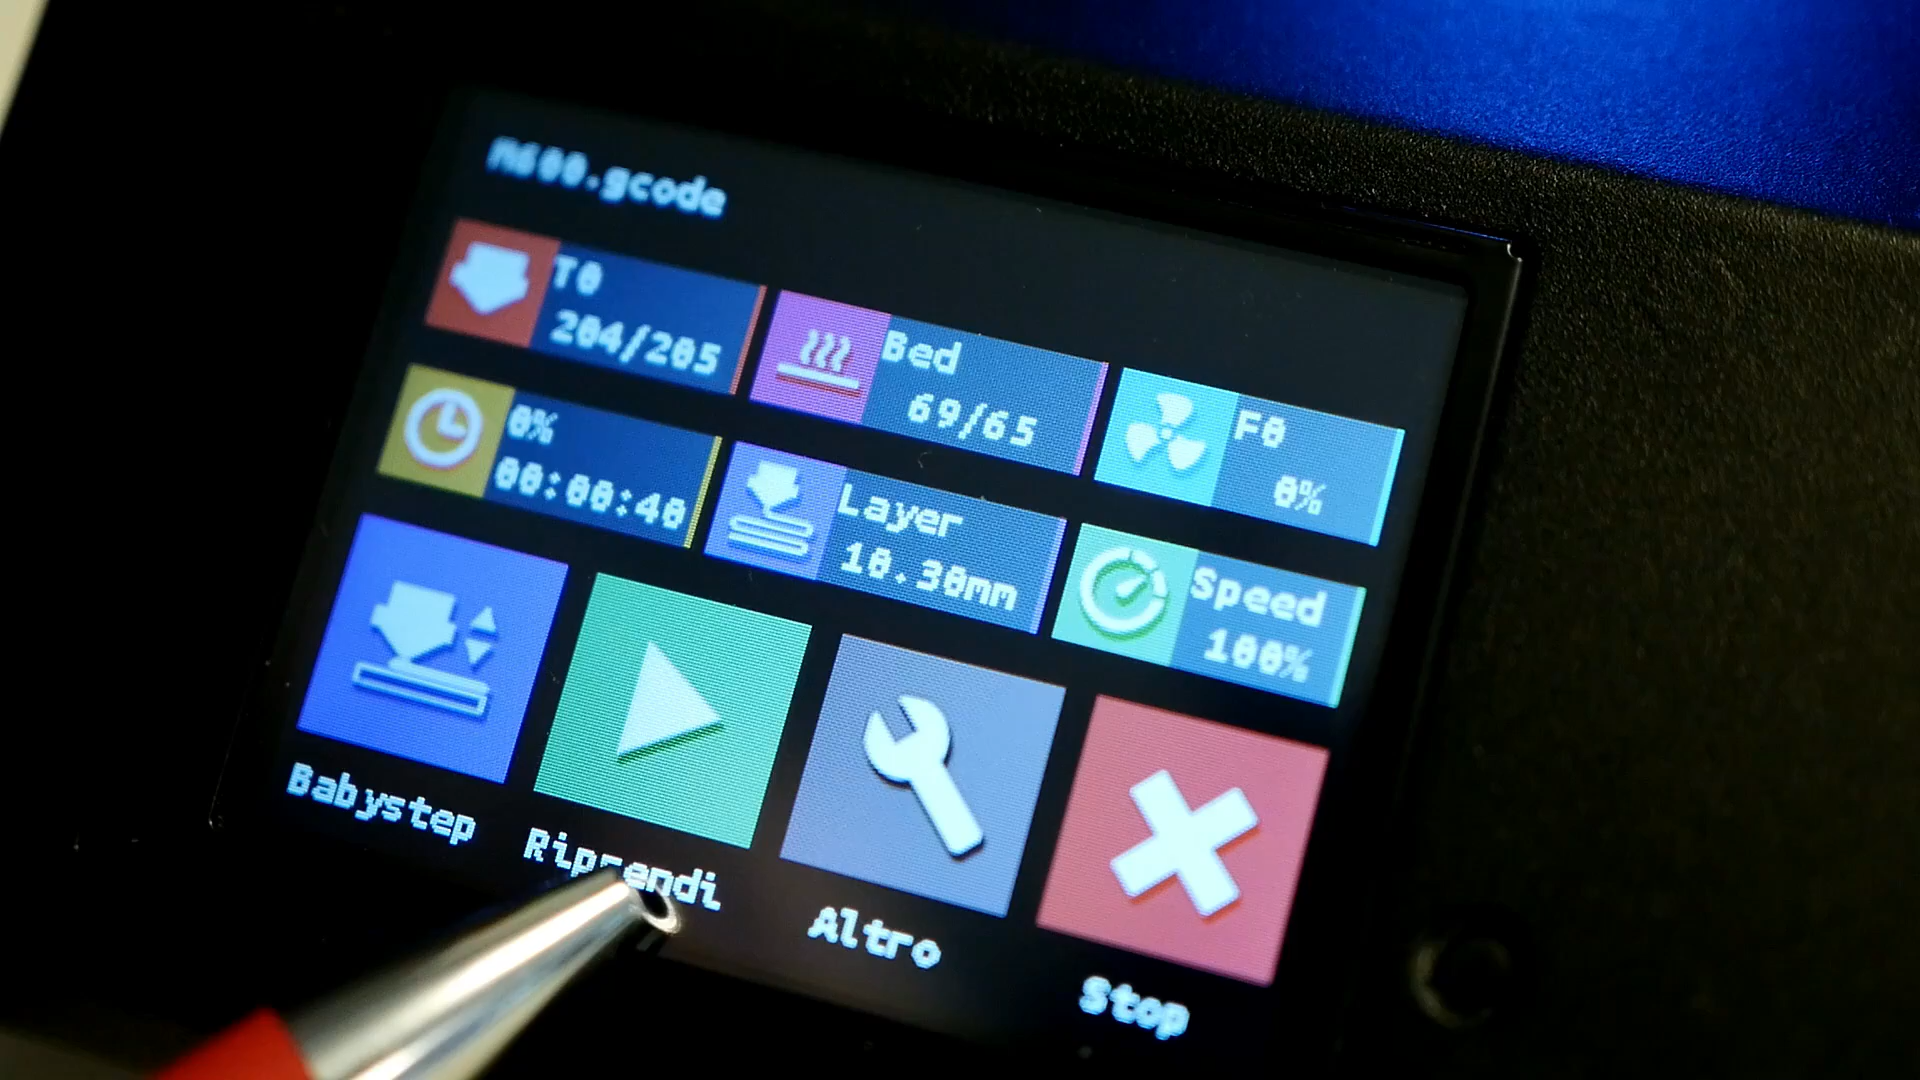 M600.gcode
T0
204/205
Bed
69/65
F0
0%
0%
00:00:40
Layer
10.30mm
Speed
100%
Babystep
Riprendi
Altro
Stop